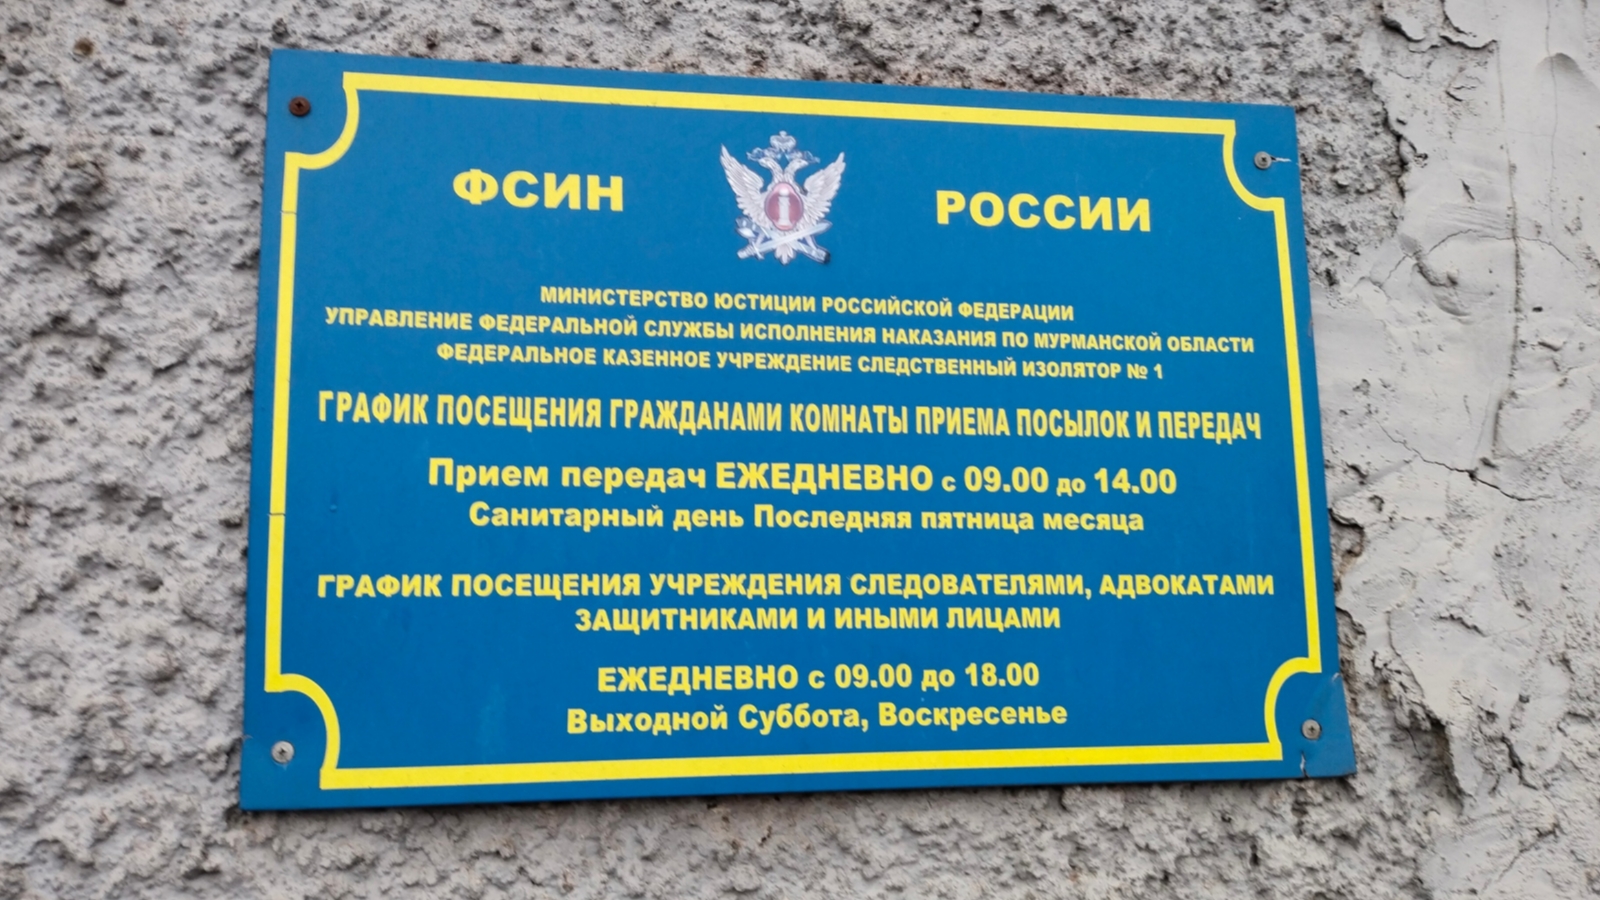 ФСИН РОССИИ
МИНИСТЕРСТВО ЮСТИЦИИ РОССИЙСКОЙ ФЕДЕРАЦИИ
УПРАВЛЕНИЕ ФЕДЕРАЛЬНОЙ СЛУЖБЫ ИСПОЛНЕНИЯ НАКАЗАНИЯ ПО МУРМАНСКОЙ ОБЛАСТИ
ФЕДЕРАЛЬНОЕ КАЗЕННОЕ УЧРЕЖДЕНИЕ СЛЕДСТВЕННЫЙ ИЗОЛЯТОР № 1
ГРАФИК ПОСЕЩЕНИЯ ГРАЖДАНАМИ КОМНАТЫ ПРИЕМА ПОСЫЛОК И ПЕРЕДАЧ
Прием передач ЕЖЕДНЕВНО с 09.00 до 14.00
Санитарный день Последняя пятница месяца
ГРАФИК ПОСЕЩЕНИЯ УЧРЕЖДЕНИЯ СЛЕДОВАТЕЛЯМИ, АДВОКАТАМИ
ЗАЩИТНИКАМИ И ИНЫМИ ЛИЦАМИ
ЕЖЕДНЕВНО с 09.00 до 18.00
Выходной Суббота, Воскресенье